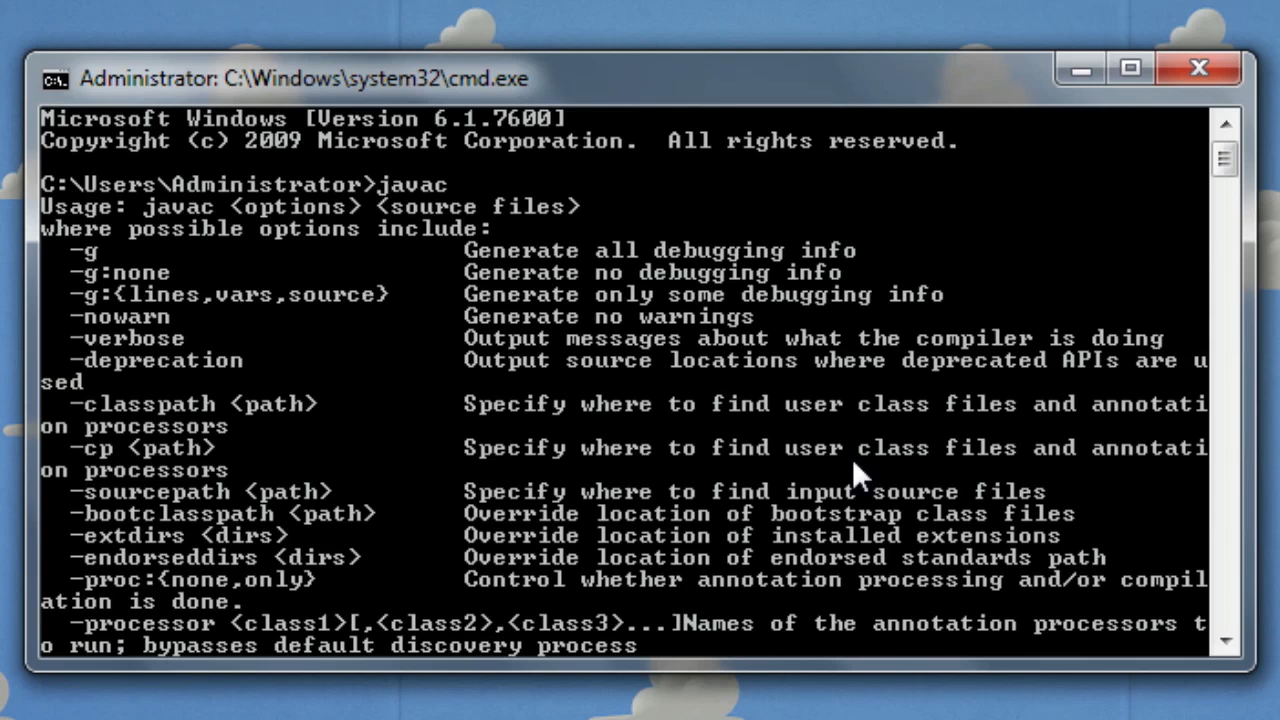 Administrator: C:\Windows\system32\cmd.exe
Microsoft Windows [Version 6.1.7600]
Copyright (c) 2009 Microsoft Corporation.  All rights reserved.
C:\Users\Administrator>javac
Usage: javac <options> <source files>
where possible options include:
  -g                         Generate all debugging info
  -g:none                    Generate no debugging info
  -g:{lines,vars,source}     Generate only some debugging info
  -nowarn                    Generate no warnings
  -verbose                   Output messages about what the compiler is doing
  -deprecation               Output source locations where deprecated APIs are u
sed
  -classpath <path>          Specify where to find user class files and annotati
on processors
  -cp <path>                 Specify where to find user class files and annotati
on processors
  -sourcepath <path>         Specify where to find input source files
  -bootclasspath <path>      Override location of bootstrap class files
  -extdirs <dirs>            Override location of installed extensions
  -endorseddirs <dirs>       Override location of endorsed standards path
  -proc:{none,only}          Control whether annotation processing and/or compil
ation is done.
  -processor <class1>[,<class2>,<class3>...]Names of the annotation processors t
o run; bypasses default discovery process